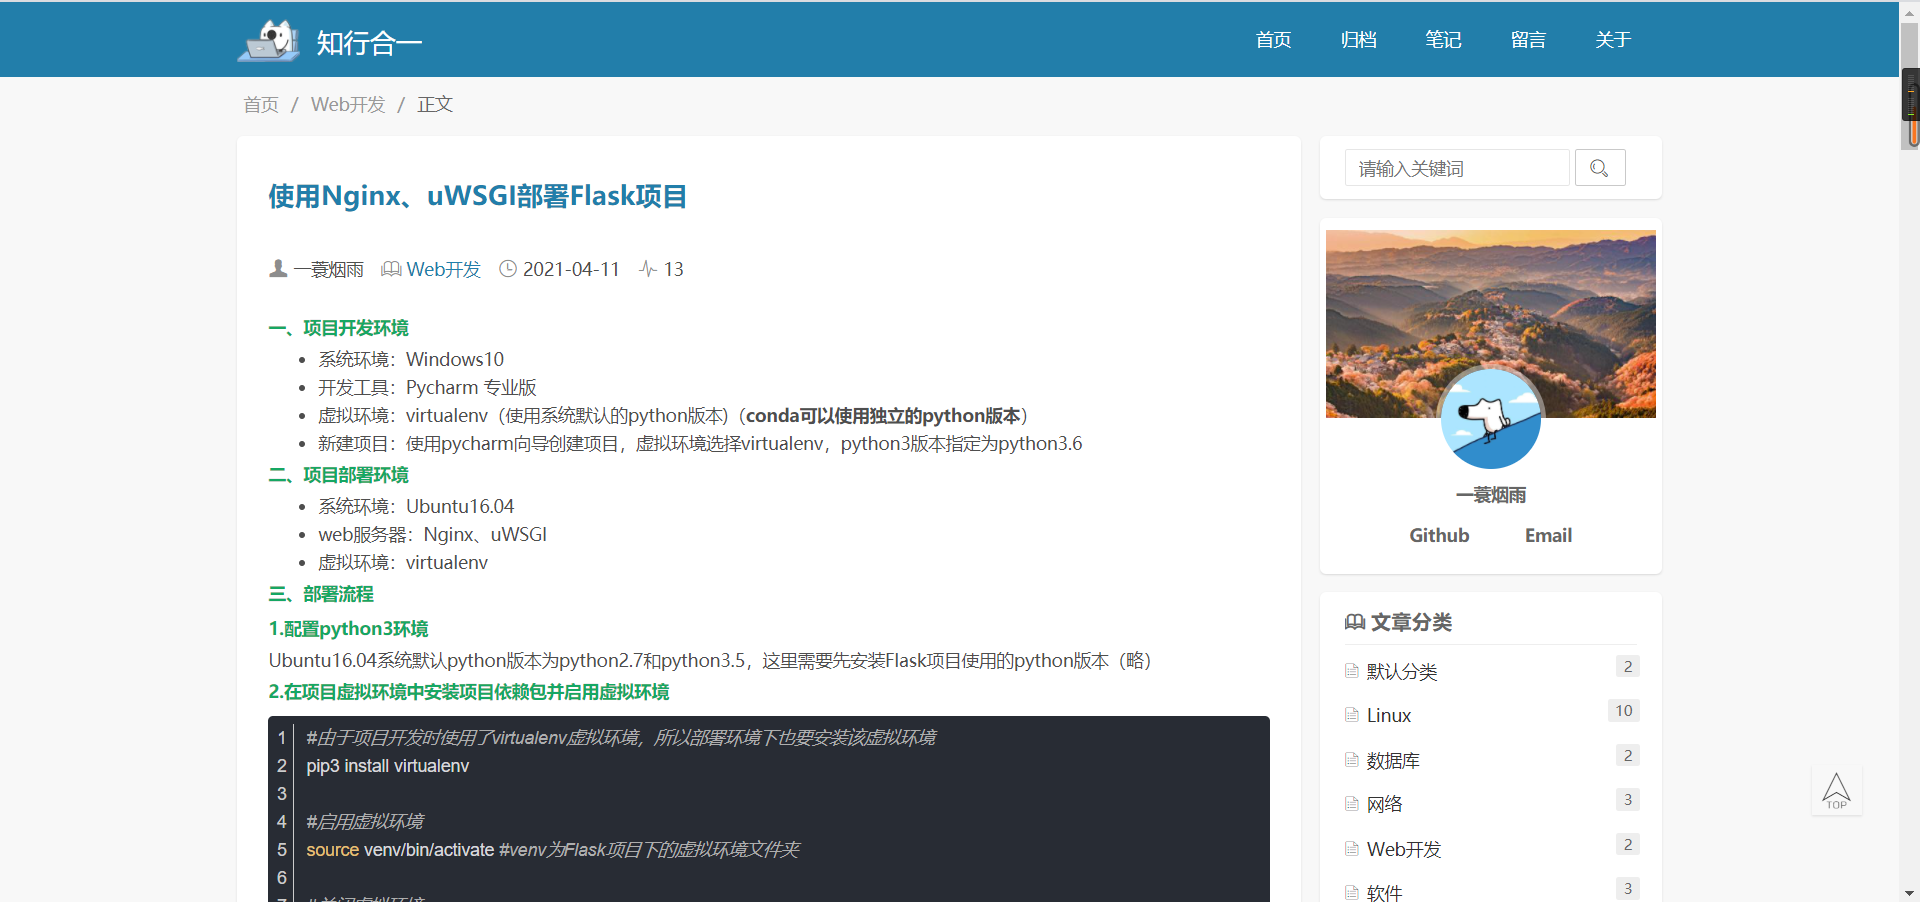 知行合一
首页 归档 笔记 留言 关于
首页 / Web开发 / 正文
使用Nginx、uWSGI部署Flask项目
一蓑烟雨 Web开发 2021-04-11 13
一、项目开发环境
系统环境：Windows10
开发工具：Pycharm 专业版
虚拟环境：virtualenv（使用系统默认的python版本）（conda可以使用独立的python版本）
新建项目：使用pycharm向导创建项目，虚拟环境选择virtualenv，python3版本指定为python3.6
二、项目部署环境
系统环境：Ubuntu16.04
web服务器：Nginx、uWSGI
虚拟环境：virtualenv
三、部署流程
1.配置python3环境
Ubuntu16.04系统默认python版本为python2.7和python3.5，这里需要先安装Flask项目使用的python版本（略）
2.在项目虚拟环境中安装项目依赖包并启用虚拟环境
1 #由于项目开发时使用了virtualenv虚拟环境，所以部署环境下也要安装该虚拟环境
2 pip3 install virtualenv
3
4 #启用虚拟环境
5 source venv/bin/activate #venv为Flask项目下的虚拟环境文件夹
6
请输入关键词
一蓑烟雨
Github Email
文章分类
默认分类 2
Linux 10
数据库 2
网络 3
Web开发 2
软件 3
TOP